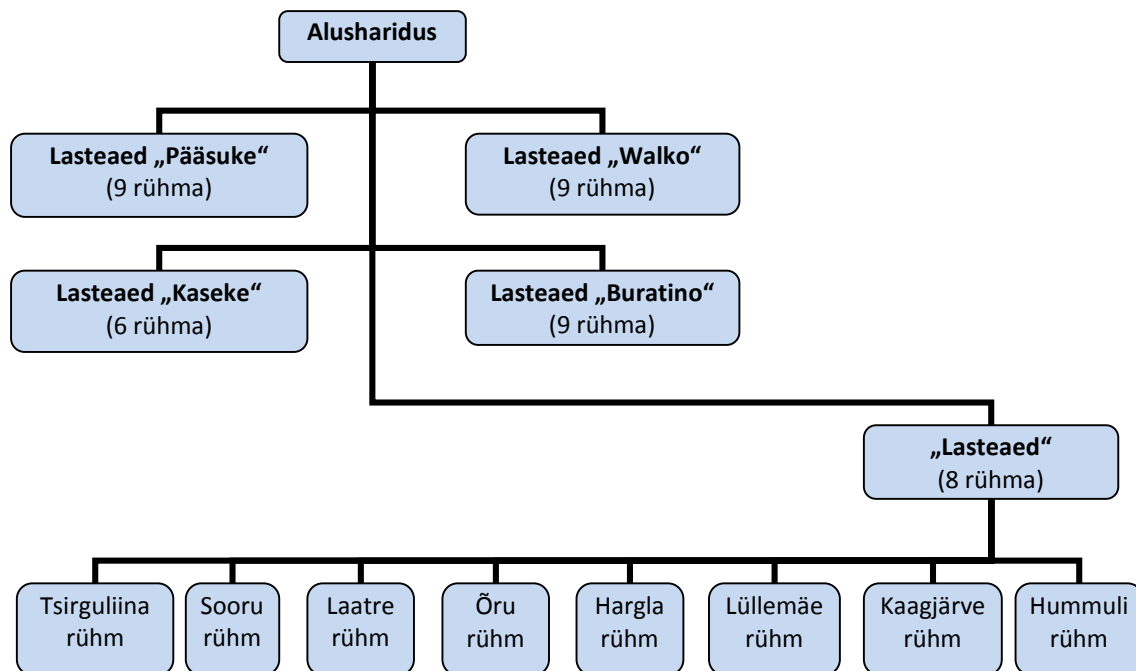 Alusharidus
Lasteaed „Pääsuke“
(9 rühma)
Lasteaed „Walko“
(9 rühma)
Lasteaed „Kaseke“
(6 rühma)
Lasteaed „Buratino“
(9 rühma)
„Lasteaed“
(8 rühma)
Tsirguliina
rühm
Sooru
rühm
Laatre
rühm
Õru
rühm
Hargla
rühm
Lüllemäe
rühm
Kaagjärve
rühm
Hummuli
rühm